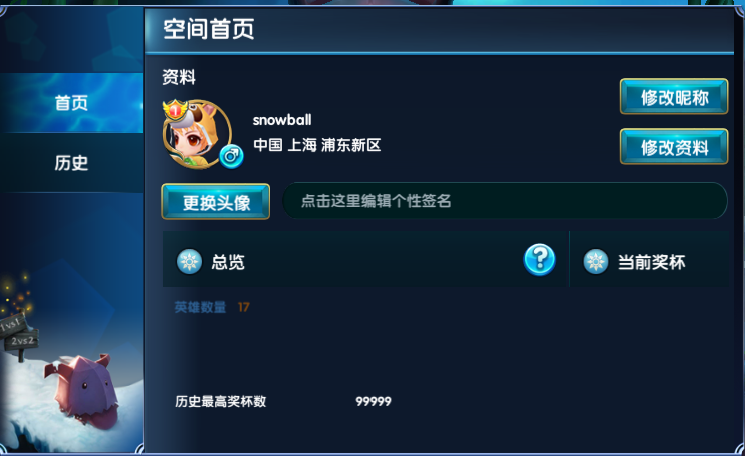 空间首页
首页
历史
资料
1
snowball
中国 上海 浦东新区
修改昵称
修改资料
更换头像
点击这里编辑个性签名
总览
?
当前奖杯
英雄数量 17
历史最高奖杯数 99999
1vs1
2vs2